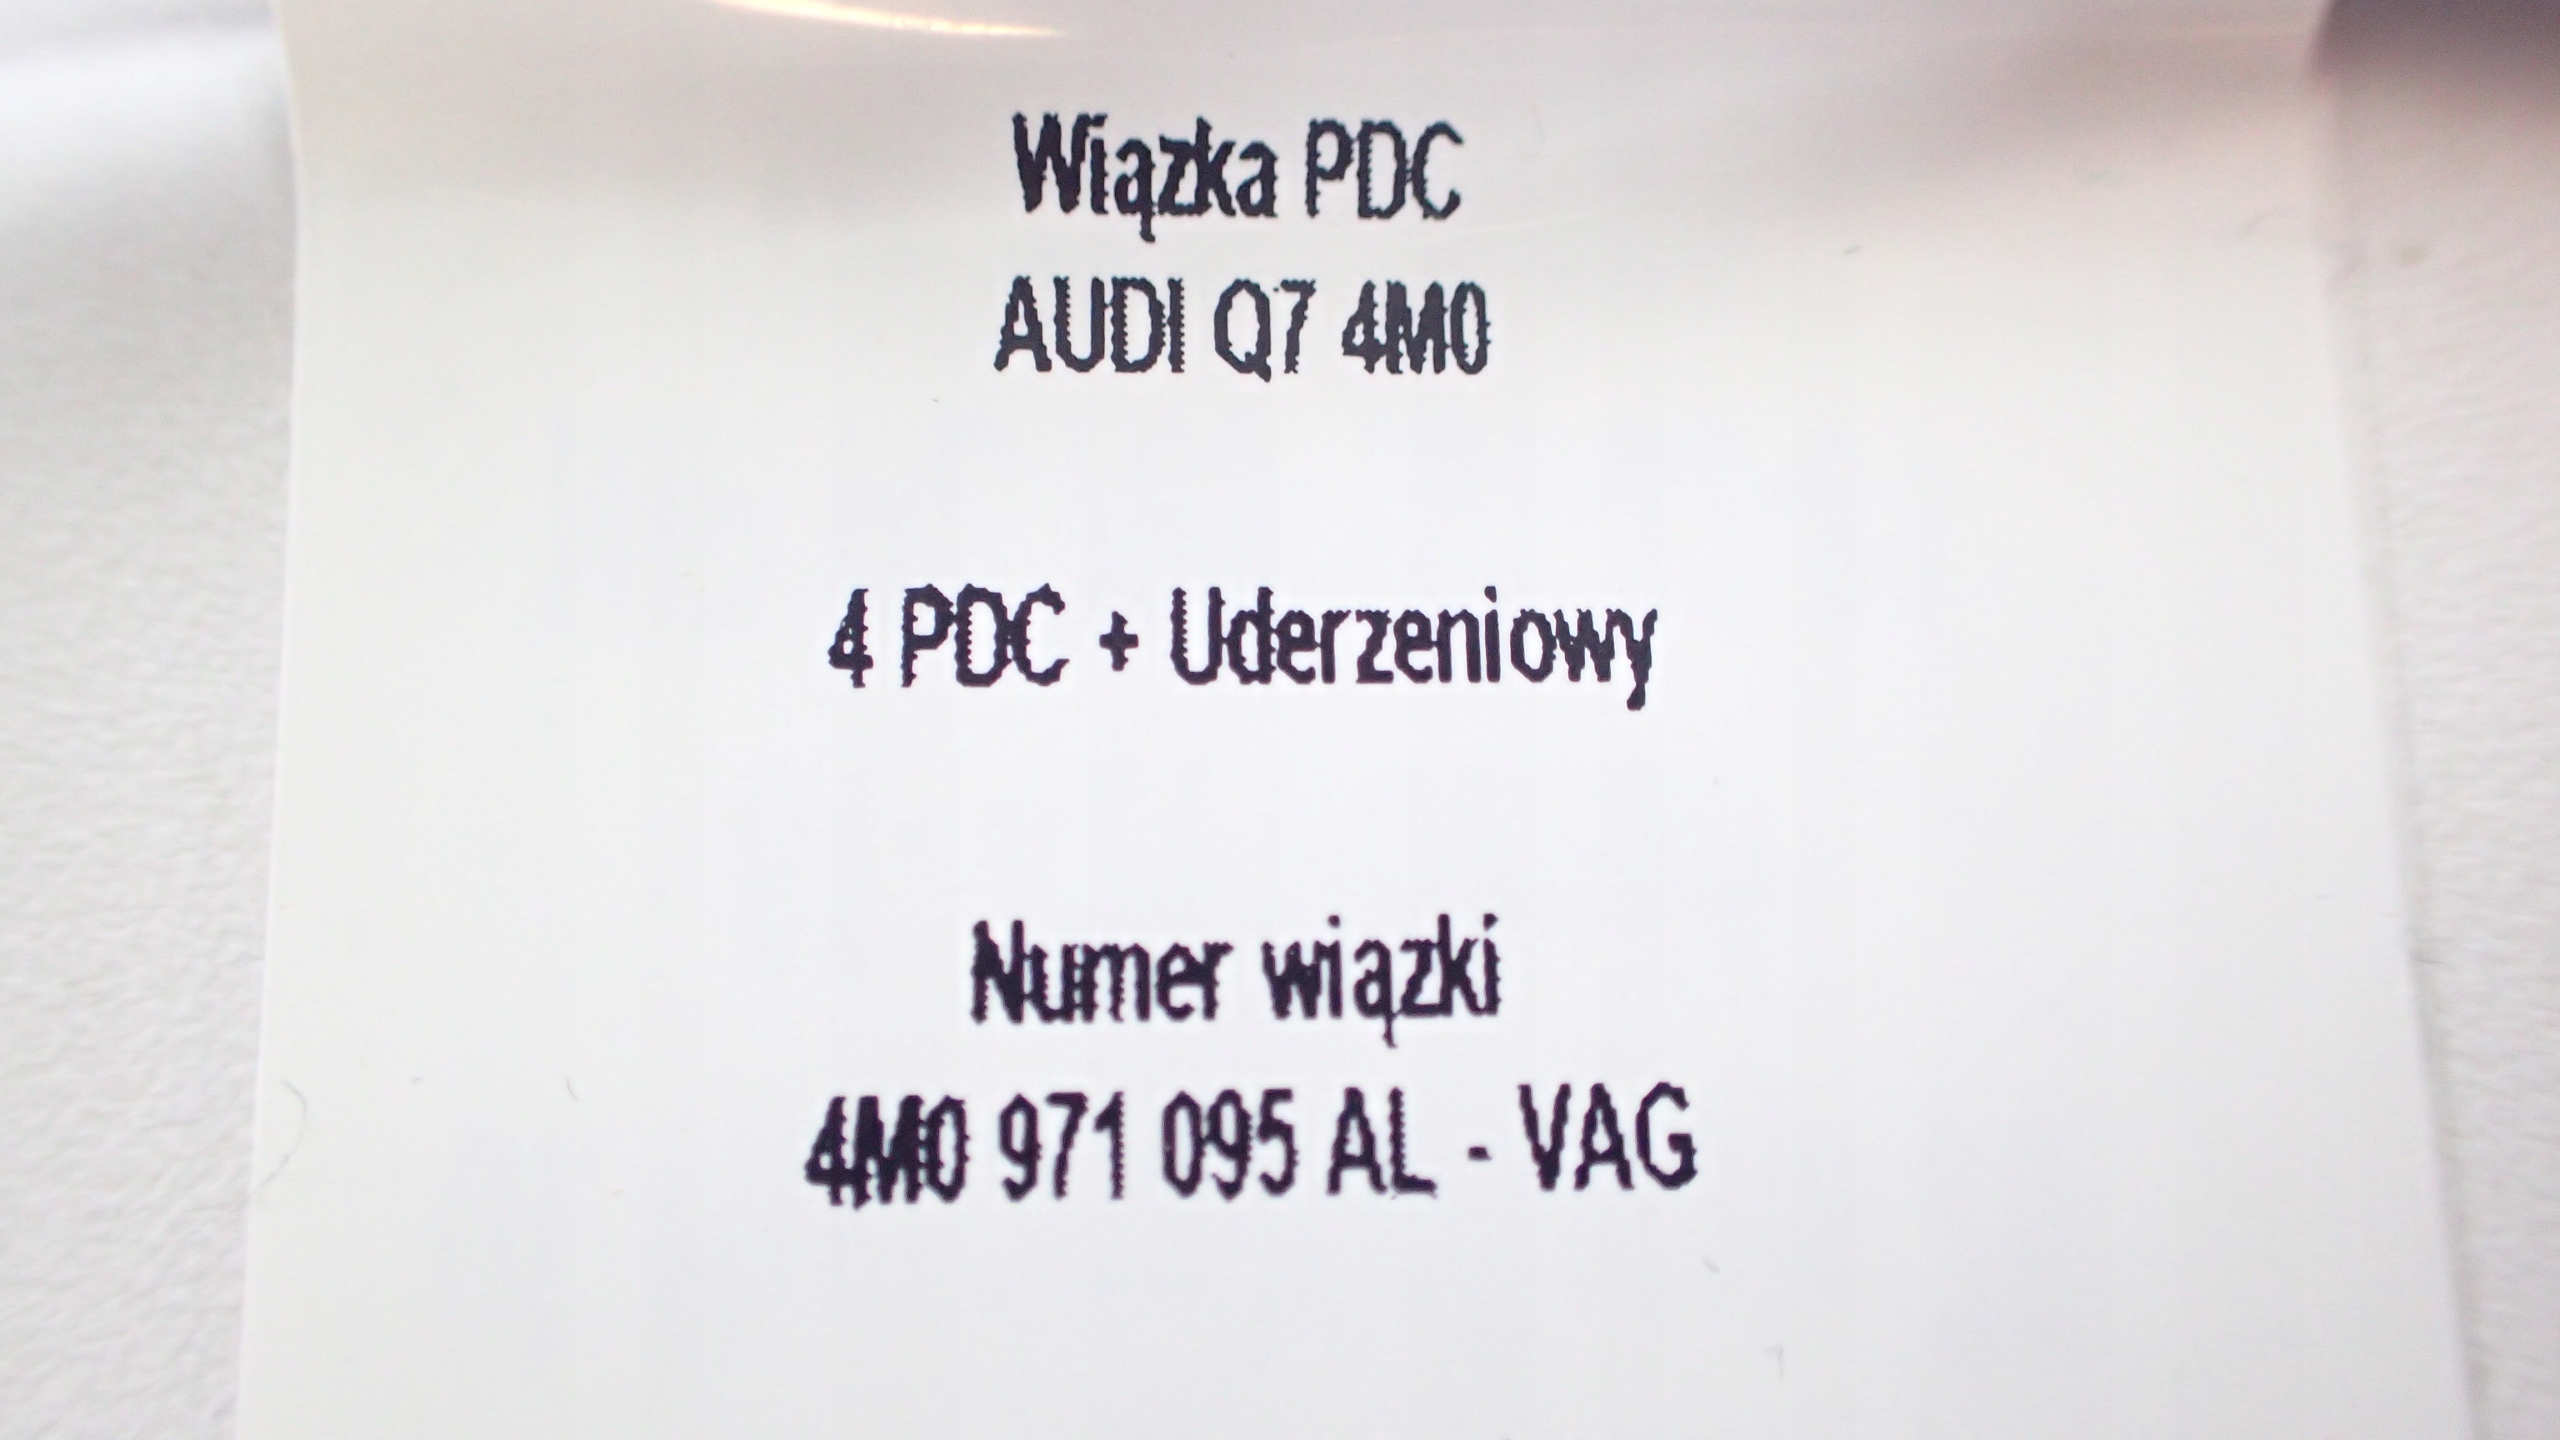 Wiązka PDC
AUDI Q7 4M0
4 PDC + Uderzeniowy
Numer wiązki
4M0 971 095 AL - VAG